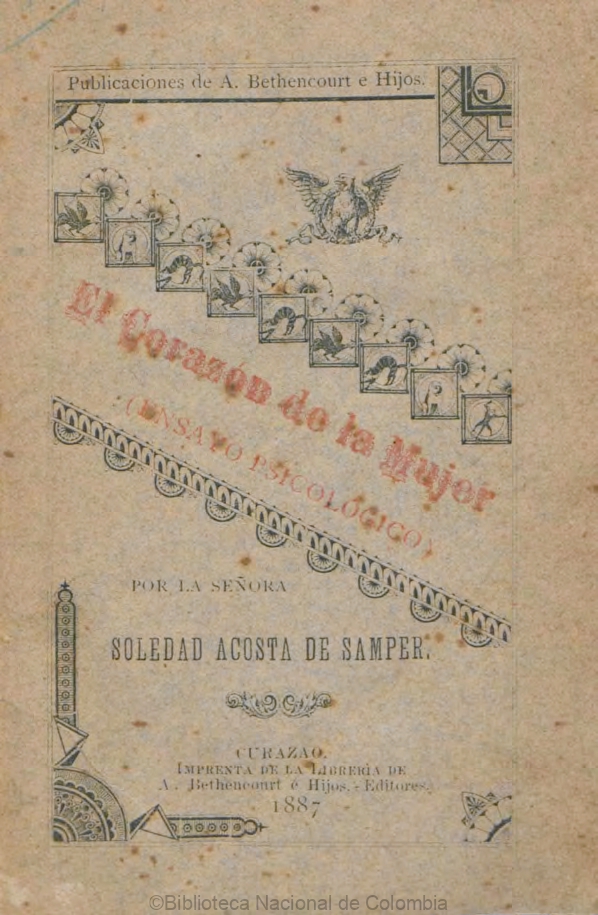 Publicaciones de A. Bethencourt e Hijos.
El Corazón de la Mujer
(ENSAYO PSICOLÓGICO)
POR LA SEÑORA
SOLEDAD ACOSTA DE SAMPER.
CURAZAO.
IMPRENTA DE LA LIBRERÍA DE
A. Bethencourt é Hijos.-Editores.
1887
©Biblioteca Nacional de Colombia